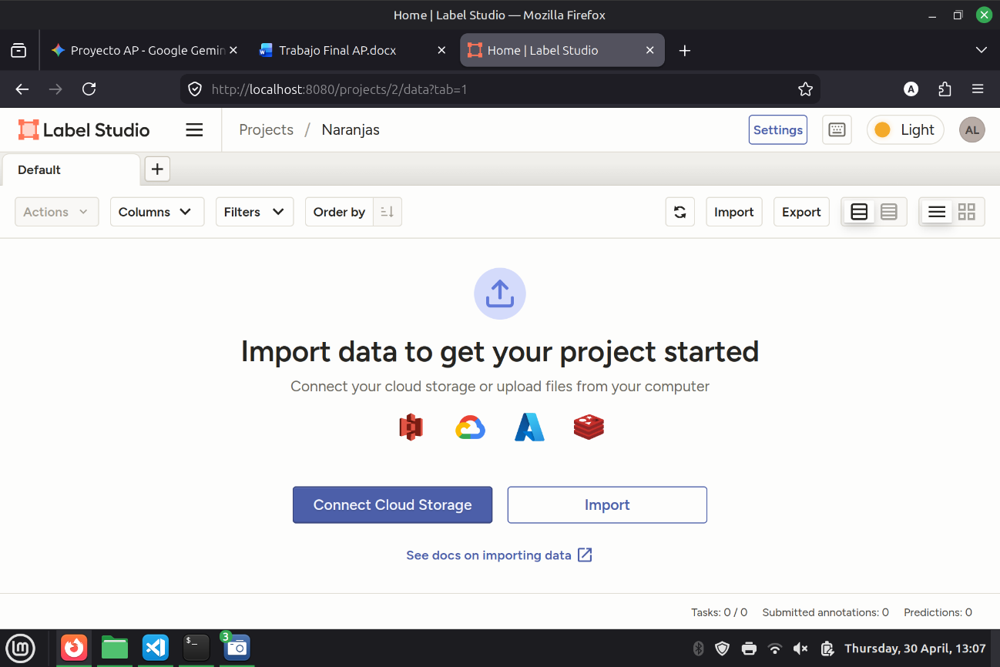 Home | Label Studio — Mozilla Firefox
Proyecto AP - Google Gemin
Trabajo Final AP.docx
Home | Label Studio
http://localhost:8080/projects/2/data?tab=1
A
Label Studio
Projects / Naranjas
Settings
Light
AL
Default
+
Actions
Columns
Filters
Order by
Import
Export
Import data to get your project started
Connect your cloud storage or upload files from your computer
Connect Cloud Storage
Import
See docs on importing data
Tasks: 0 / 0
Submitted annotations: 0
Predictions: 0
$_
3
Thursday, 30 April, 13:07